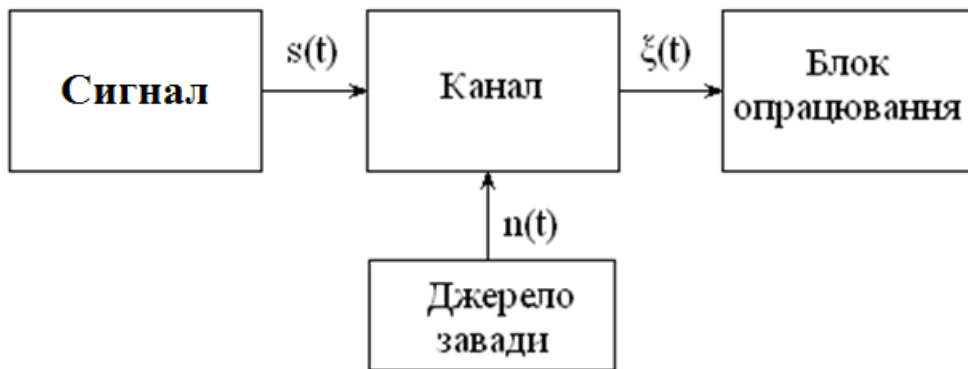 Сигнал
s(t)
Канал
ξ(t)
Блок
опрацювання
n(t)
Джерело
завади